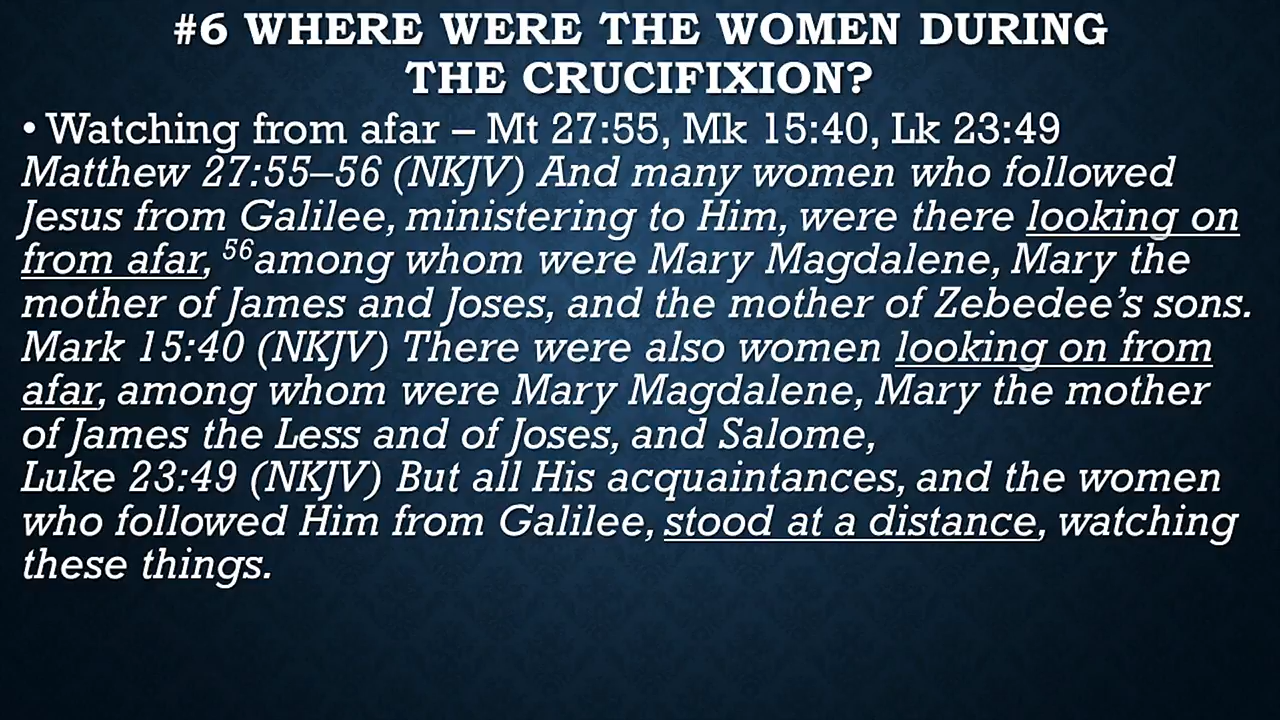 #6 WHERE WERE THE WOMEN DURING
THE CRUCIFIXION?
• Watching from afar – Mt 27:55, Mk 15:40, Lk 23:49
Matthew 27:55–56 (NKJV) And many women who followed
Jesus from Galilee, ministering to Him, were there looking on
from afar, 56among whom were Mary Magdalene, Mary the
mother of James and Joses, and the mother of Zebedee’s sons.
Mark 15:40 (NKJV) There were also women looking on from
afar, among whom were Mary Magdalene, Mary the mother
of James the Less and of Joses, and Salome,
Luke 23:49 (NKJV) But all His acquaintances, and the women
who followed Him from Galilee, stood at a distance, watching
these things.